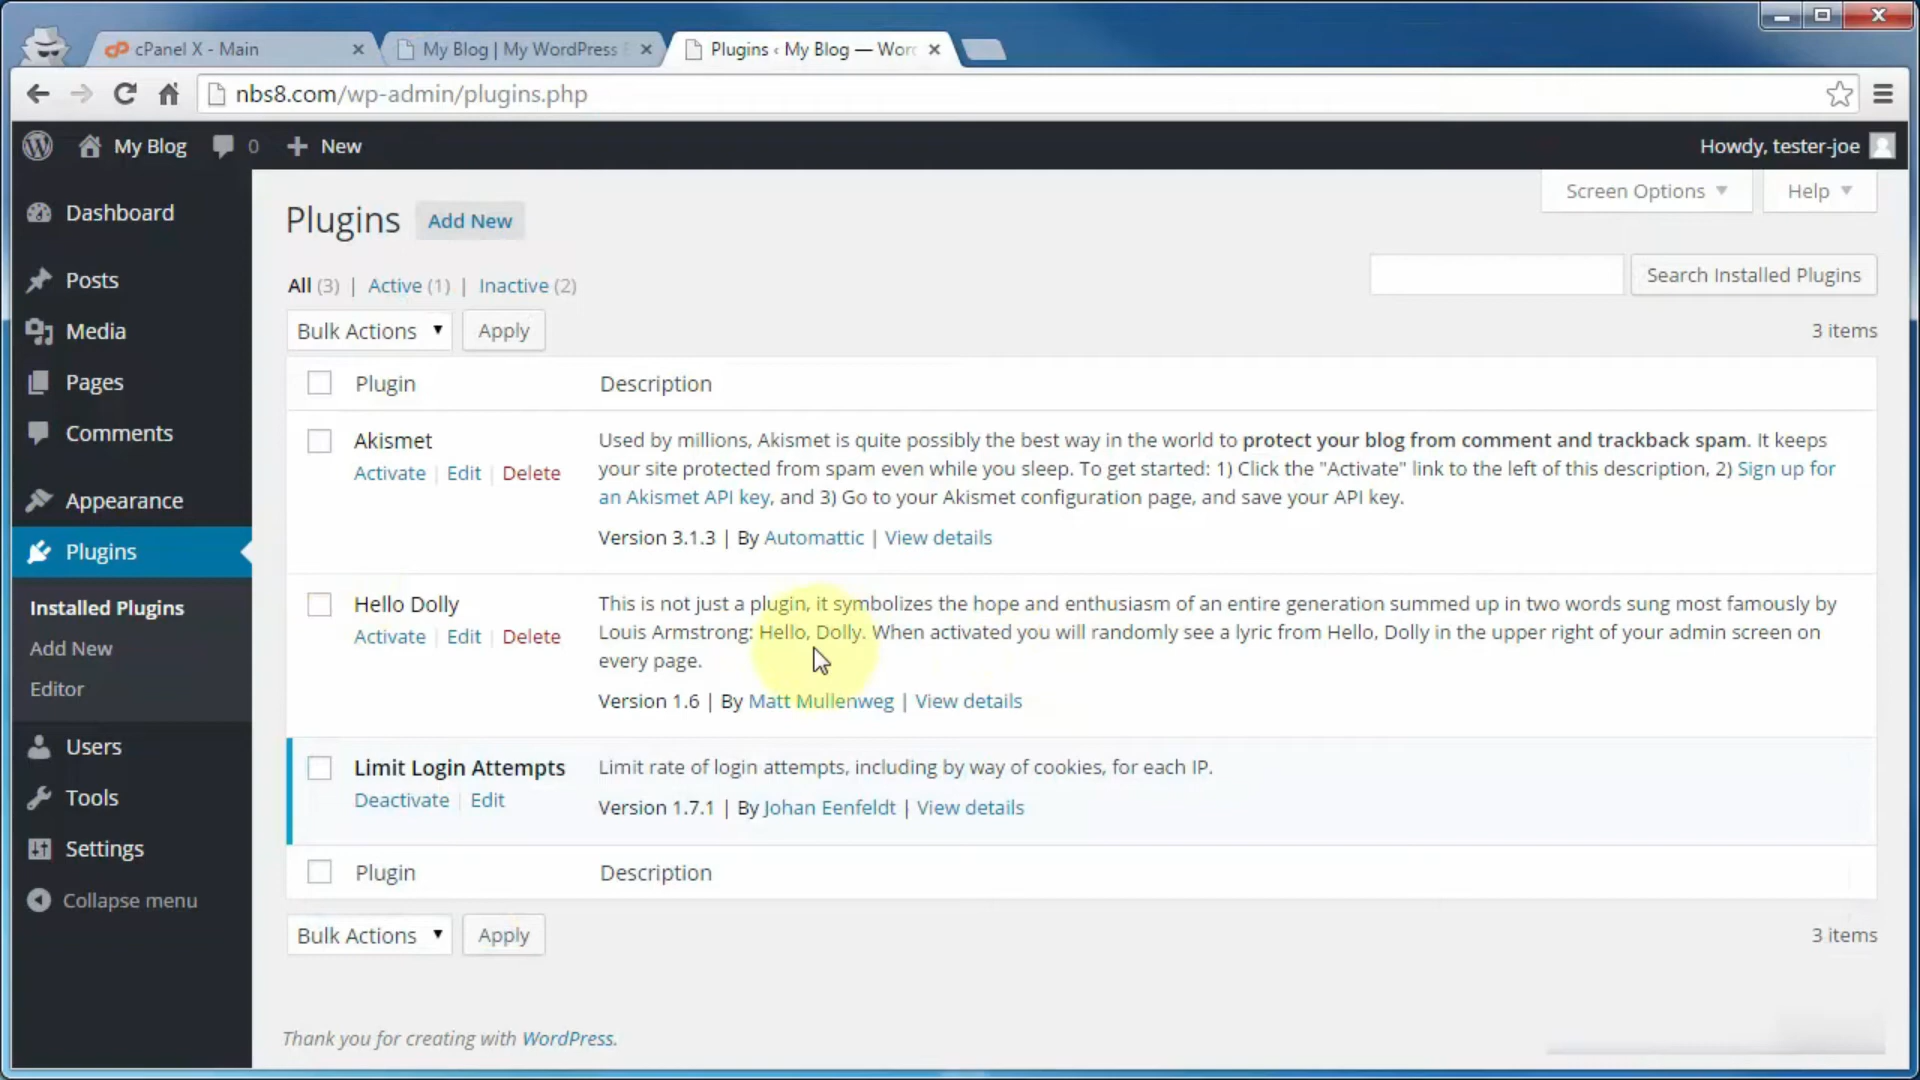 cPanel X - Main
My Blog | My WordPress
Plugins ‹ My Blog — Wor
nbs8.com/wp-admin/plugins.php
My Blog
0
New
Howdy, tester-joe
Dashboard
Posts
Media
Pages
Comments
Appearance
Plugins
Installed Plugins
Add New
Editor
Users
Tools
Settings
Collapse menu
Screen Options
Help
Plugins
Add New
All (3) | Active (1) | Inactive (2)
Search Installed Plugins
Bulk Actions
Apply
3 items
Plugin
Description
Akismet
Activate | Edit | Delete
Used by millions, Akismet is quite possibly the best way in the world to protect your blog from comment and trackback spam. It keeps
your site protected from spam even while you sleep. To get started: 1) Click the "Activate" link to the left of this description, 2) Sign up for
an Akismet API key, and 3) Go to your Akismet configuration page, and save your API key.
Version 3.1.3 | By Automattic | View details
Hello Dolly
Activate | Edit | Delete
This is not just a plugin, it symbolizes the hope and enthusiasm of an entire generation summed up in two words sung most famously by
Louis Armstrong: Hello, Dolly. When activated you will randomly see a lyric from Hello, Dolly in the upper right of your admin screen on
every page.
Version 1.6 | By Matt Mullenweg | View details
Limit Login Attempts
Deactivate | Edit
Limit rate of login attempts, including by way of cookies, for each IP.
Version 1.7.1 | By Johan Eenfeldt | View details
Plugin
Description
Bulk Actions
Apply
3 items
Thank you for creating with WordPress.